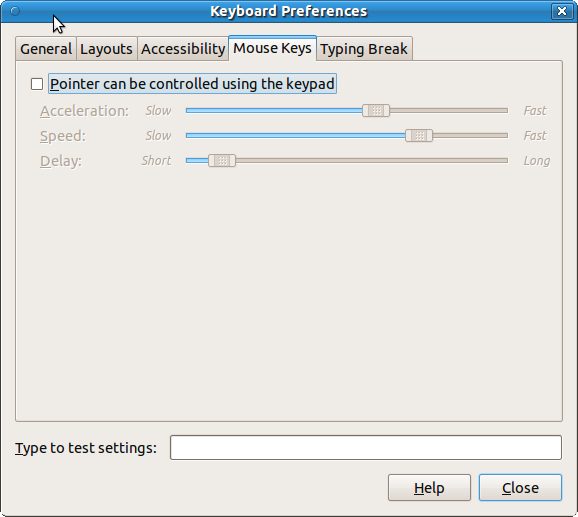 Keyboard Preferences
General Layouts Accessibility Mouse Keys Typing Break
Pointer can be controlled using the keypad
Acceleration: Slow Fast
Speed: Slow Fast
Delay: Short Long
Type to test settings:
Help Close